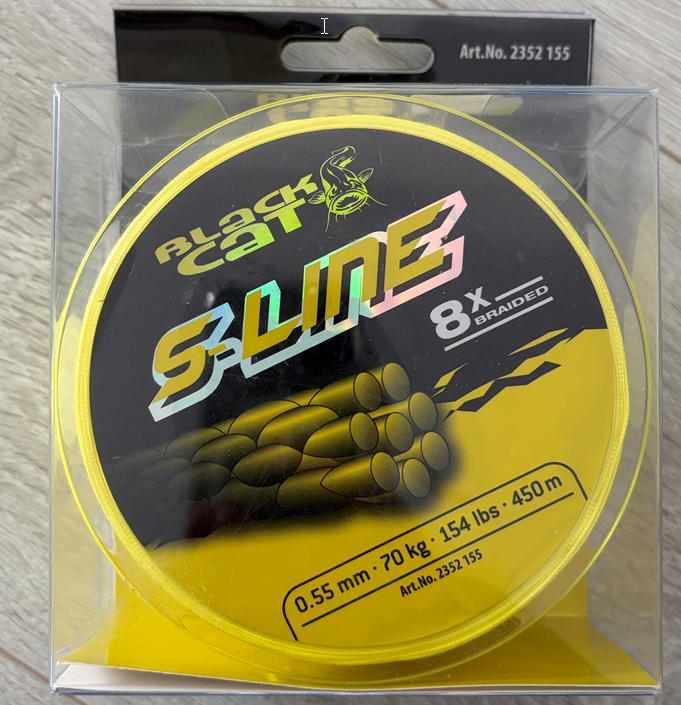 Art.No. 2352 155
BLACK
CAT
S-LINE
8X
BRAIDED
0.55 mm · 70 kg · 154 lbs · 450 m
Art.No. 2352 155